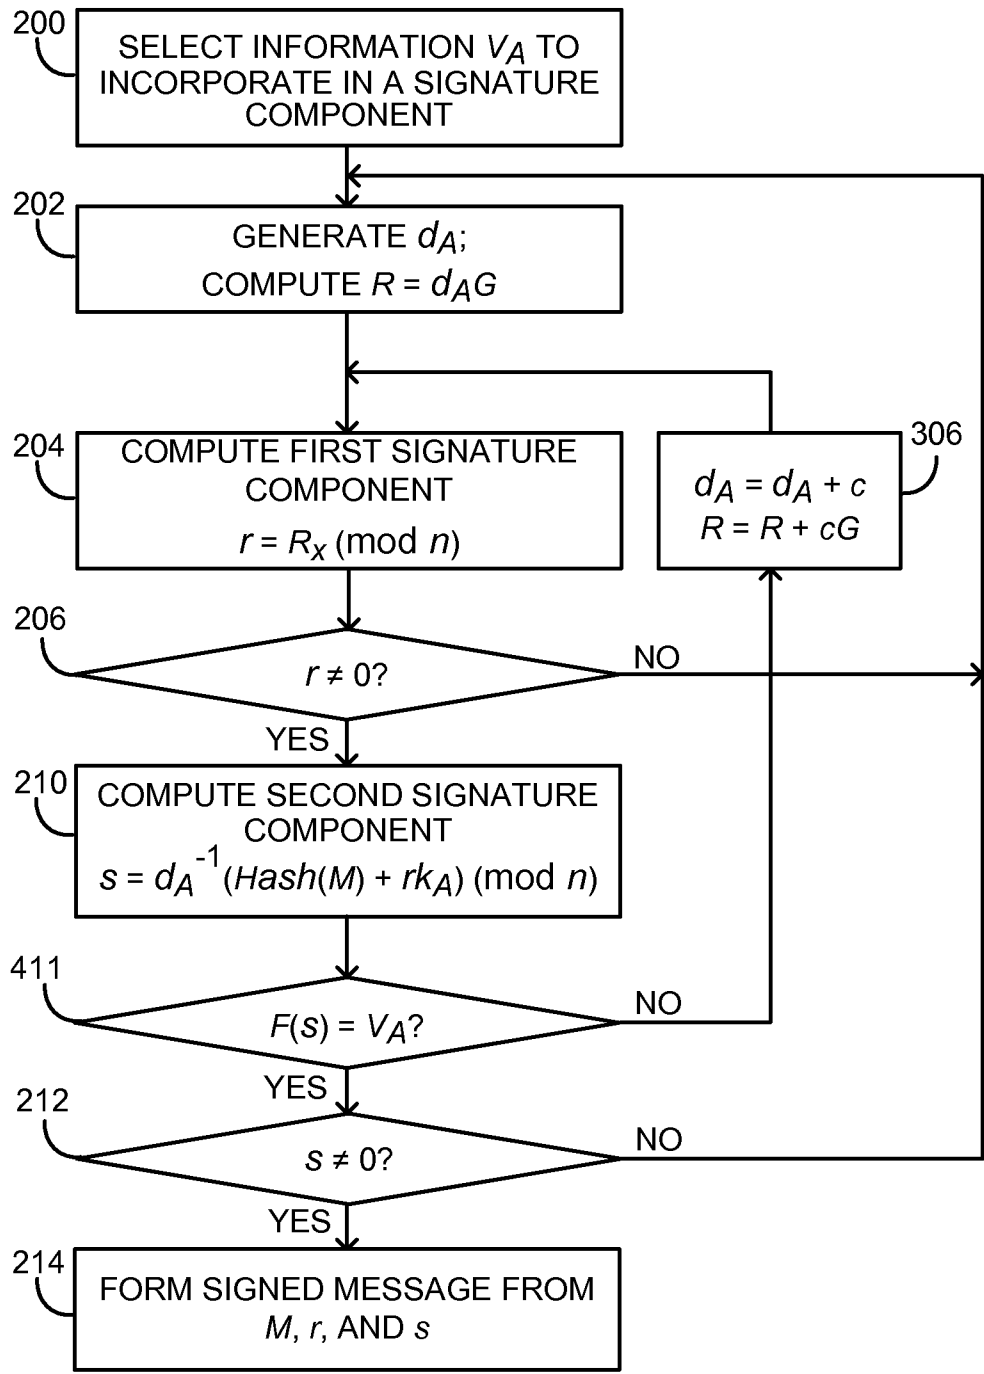 200
SELECT INFORMATION VA TO
INCORPORATE IN A SIGNATURE
COMPONENT
202
GENERATE dA;
COMPUTE R = dAG
204
COMPUTE FIRST SIGNATURE
COMPONENT
r = Rx (mod n)
306
dA = dA + c
R = R + cG
206
r ≠ 0?
NO
YES
210
COMPUTE SECOND SIGNATURE
COMPONENT
s = dA-1 (Hash(M) + rkA) (mod n)
411
F(s) = VA?
NO
YES
212
s ≠ 0?
NO
YES
214
FORM SIGNED MESSAGE FROM
M, r, AND s